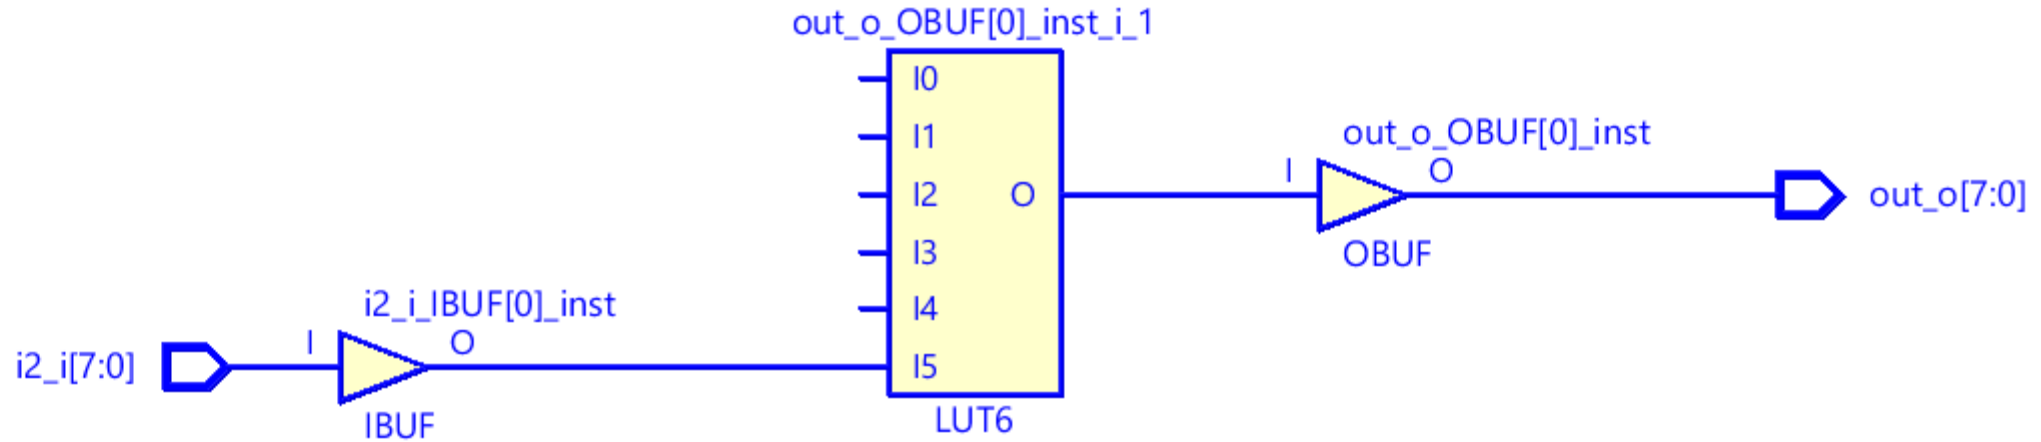 out_o_OBUF[0]_inst_i_1
I0
I1
I2
O
I3
I4
I5
LUT6
out_o_OBUF[0]_inst
I
O
OBUF
out_o[7:0]
i2_i_IBUF[0]_inst
I
O
i2_i[7:0]
IBUF